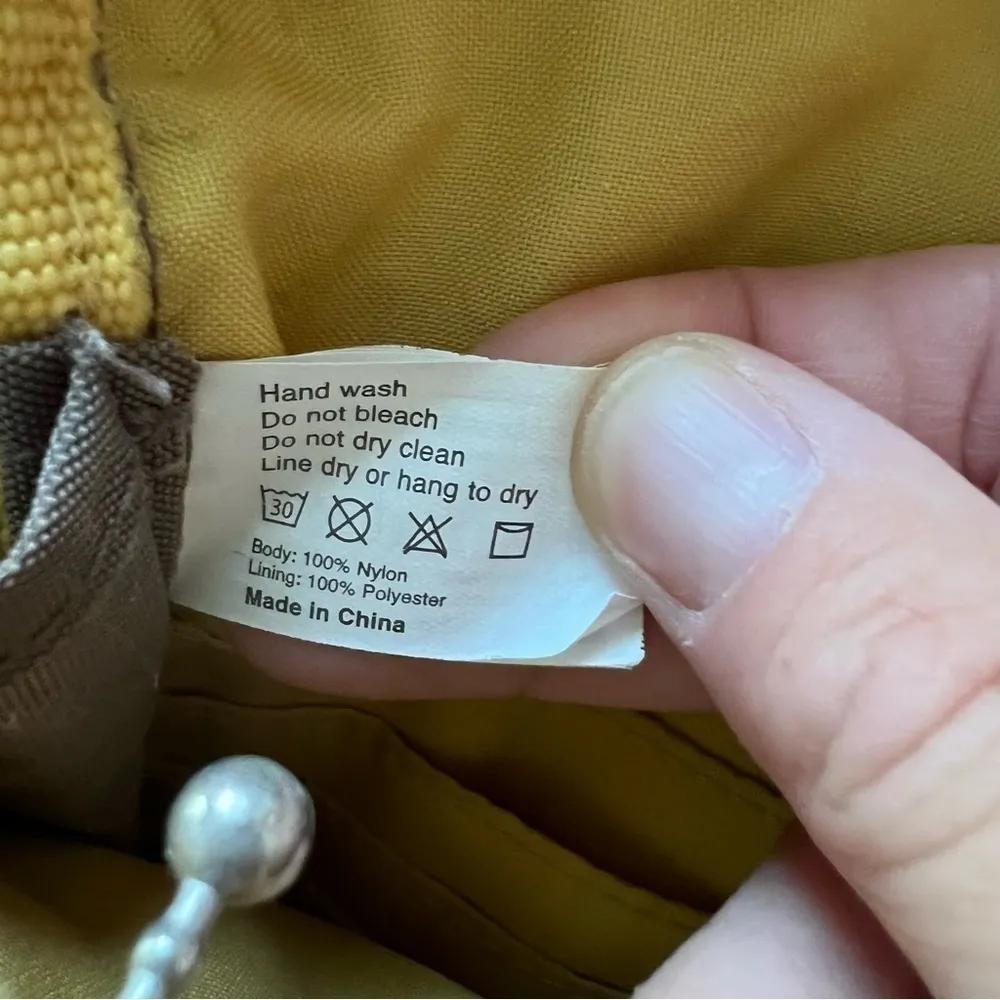 Hand wash
Do not bleach
Do not dry clean
Line dry or hang to dry
30
Body: 100% Nylon
Lining: 100% Polyester
Made in China